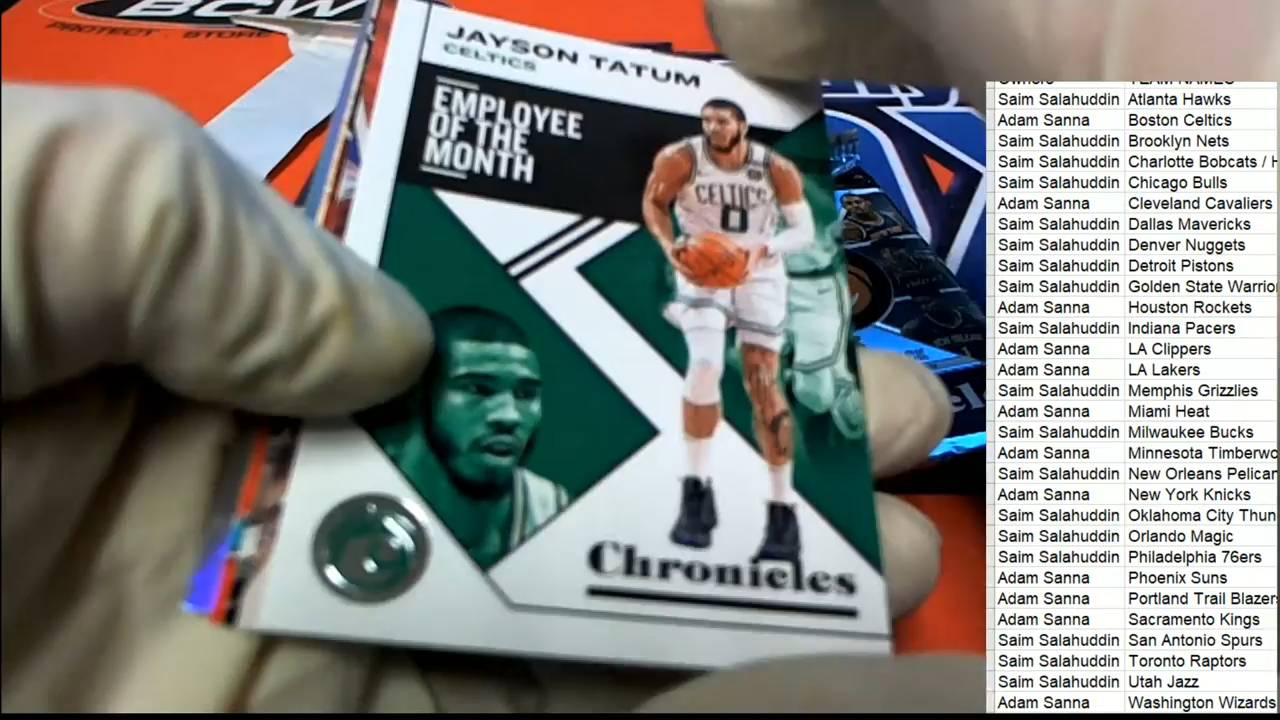 BCW
PROTECT. STORE
JAYSON TATUM
CELTICS
EMPLOYEE
OF THE
MONTH
CELTICS
0
Chronicles
Owners TEAM NAMES
Saim Salahuddin Atlanta Hawks
Adam Sanna Boston Celtics
Saim Salahuddin Brooklyn Nets
Saim Salahuddin Charlotte Bobcats / H
Saim Salahuddin Chicago Bulls
Adam Sanna Cleveland Cavaliers
Saim Salahuddin Dallas Mavericks
Saim Salahuddin Denver Nuggets
Saim Salahuddin Detroit Pistons
Saim Salahuddin Golden State Warrio
Adam Sanna Houston Rockets
Saim Salahuddin Indiana Pacers
Adam Sanna LA Clippers
Adam Sanna LA Lakers
Saim Salahuddin Memphis Grizzlies
Adam Sanna Miami Heat
Saim Salahuddin Milwaukee Bucks
Adam Sanna Minnesota Timberwo
Saim Salahuddin New Orleans Pelican
Adam Sanna New York Knicks
Saim Salahuddin Oklahoma City Thun
Saim Salahuddin Orlando Magic
Saim Salahuddin Philadelphia 76ers
Adam Sanna Phoenix Suns
Adam Sanna Portland Trail Blazers
Adam Sanna Sacramento Kings
Saim Salahuddin San Antonio Spurs
Saim Salahuddin Toronto Raptors
Saim Salahuddin Utah Jazz
Adam Sanna Washington Wizards